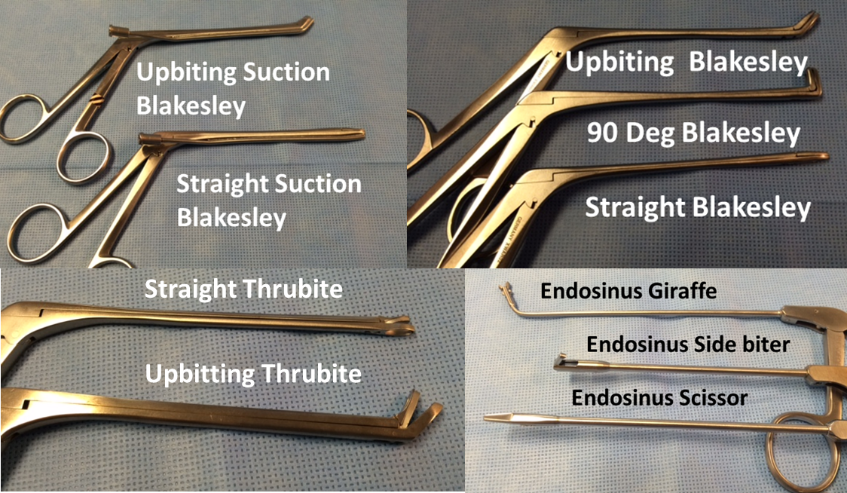 Upbiting Suction
Blakesley
Straight Suction
Blakesley
Upbiting Blakesley
90 Deg Blakesley
Straight Blakesley
Straight Thrubite
Upbitting Thrubite
Endosinus Giraffe
Endosinus Side biter
Endosinus Scissor